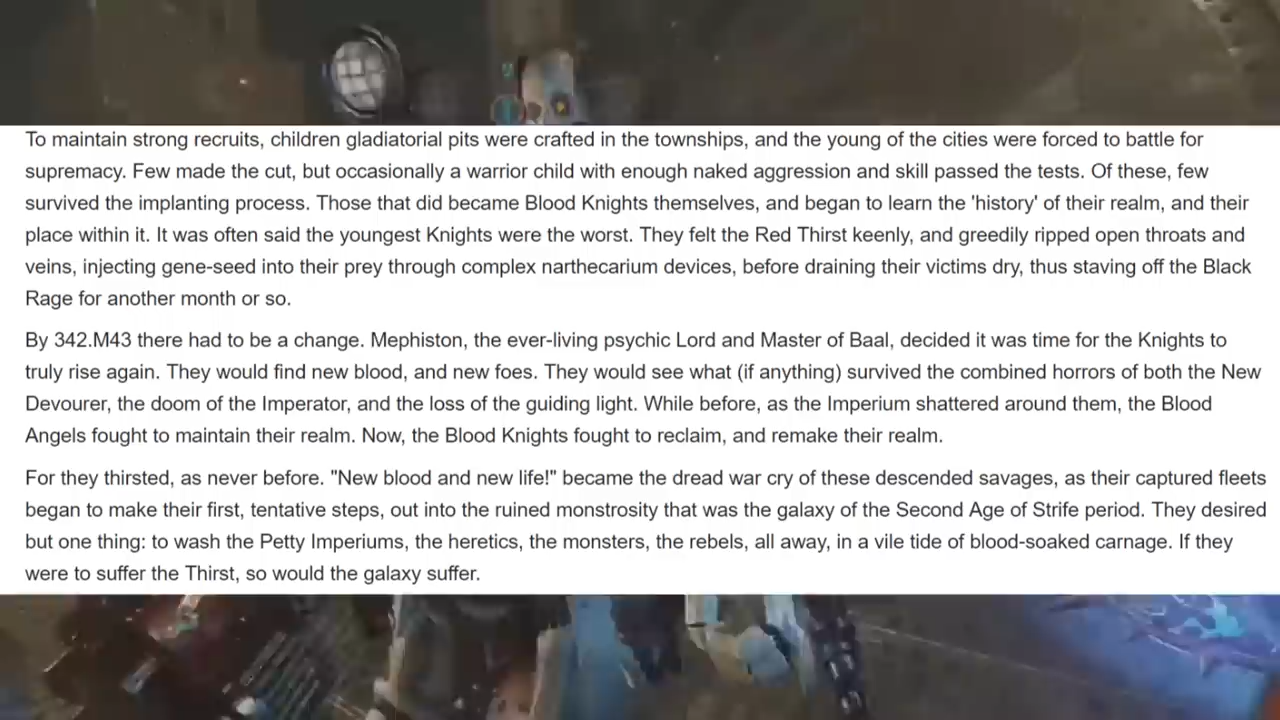 To maintain strong recruits, children gladiatorial pits were crafted in the townships, and the young of the cities were forced to battle for
supremacy. Few made the cut, but occasionally a warrior child with enough naked aggression and skill passed the tests. Of these, few
survived the implanting process. Those that did became Blood Knights themselves, and began to learn the 'history' of their realm, and their
place within it. It was often said the youngest Knights were the worst. They felt the Red Thirst keenly, and greedily ripped open throats and
veins, injecting gene-seed into their prey through complex narthecarium devices, before draining their victims dry, thus staving off the Black
Rage for another month or so.
By 342.M43 there had to be a change. Mephiston, the ever-living psychic Lord and Master of Baal, decided it was time for the Knights to
truly rise again. They would find new blood, and new foes. They would see what (if anything) survived the combined horrors of both the New
Devourer, the doom of the Imperator, and the loss of the guiding light. While before, as the Imperium shattered around them, the Blood
Angels fought to maintain their realm. Now, the Blood Knights fought to reclaim, and remake their realm.
For they thirsted, as never before. "New blood and new life!" became the dread war cry of these descended savages, as their captured fleets
began to make their first, tentative steps, out into the ruined monstrosity that was the galaxy of the Second Age of Strife period. They desired
but one thing: to wash the Petty Imperiums, the heretics, the monsters, the rebels, all away, in a vile tide of blood-soaked carnage. If they
were to suffer the Thirst, so would the galaxy suffer.